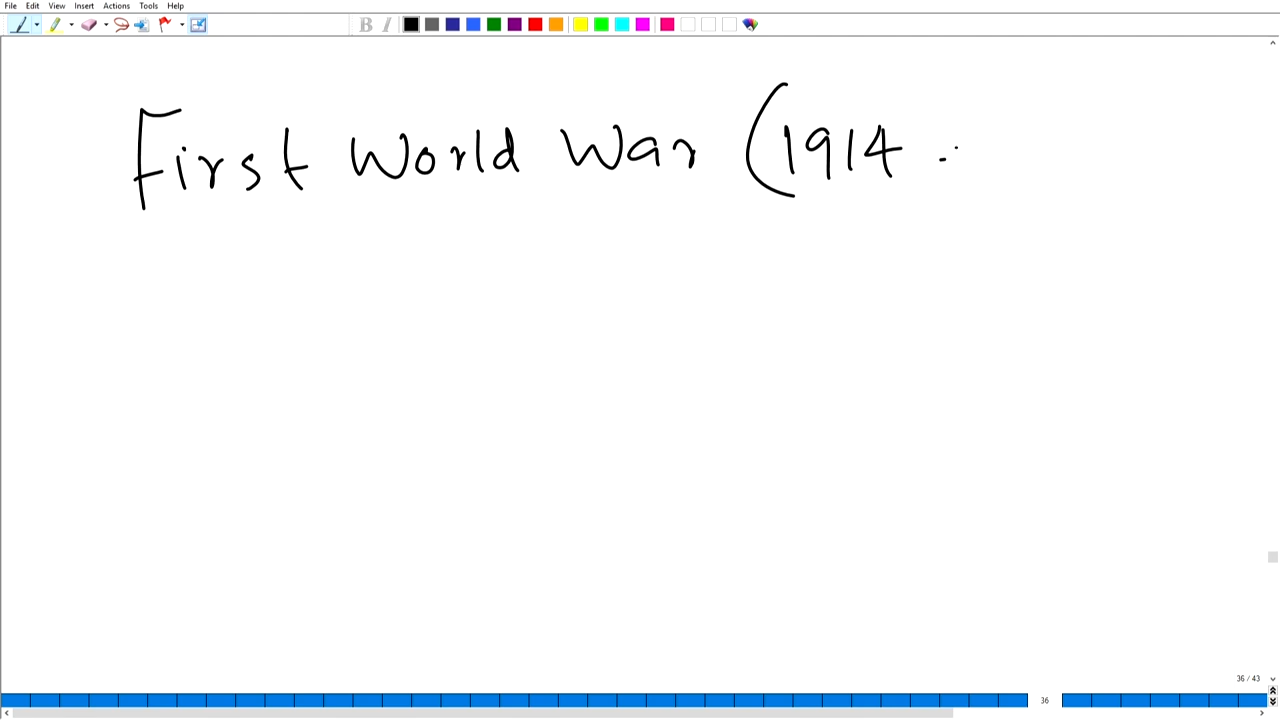 File Edit View Insert Actions Tools Help
B I
First World War (1914 -
36 / 43
36